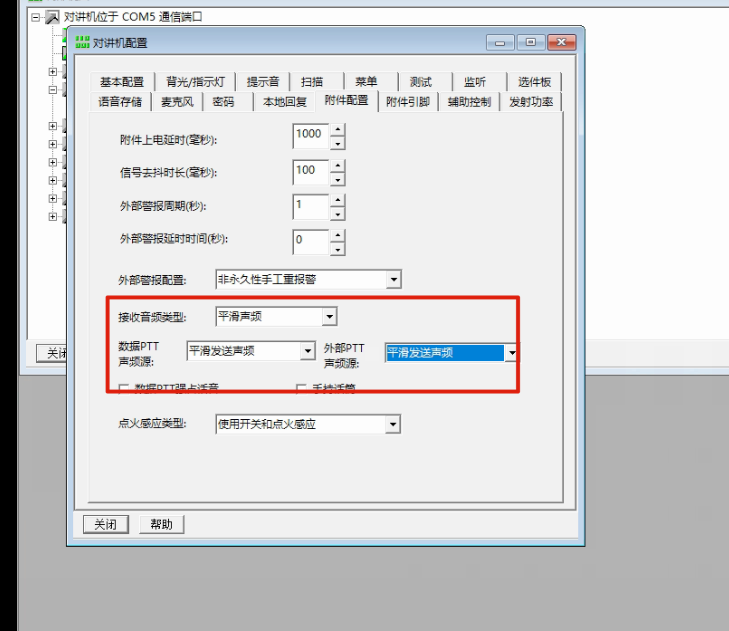 对讲机位于 COM5 通信端口
对讲机配置
基本配置 背光/指示灯 提示音 扫描 菜单 测试 监听 选件板
语音存储 麦克风 密码 本地回复 附件配置 附件引脚 辅助控制 发射功率
附件上电延时(毫秒): 1000
信号去抖时长(毫秒): 100
外部警报周期(秒): 1
外部警报延时时间(秒): 0
外部警报配置: 非永久性手工重报警
接收音频类型: 平滑声频
数据PTT
声频源: 平滑发送声频
外部PTT
声频源: 平滑发送声频
数据PTT强占话音 手持话筒
点火感应类型: 使用开关和点火感应
关闭 帮助